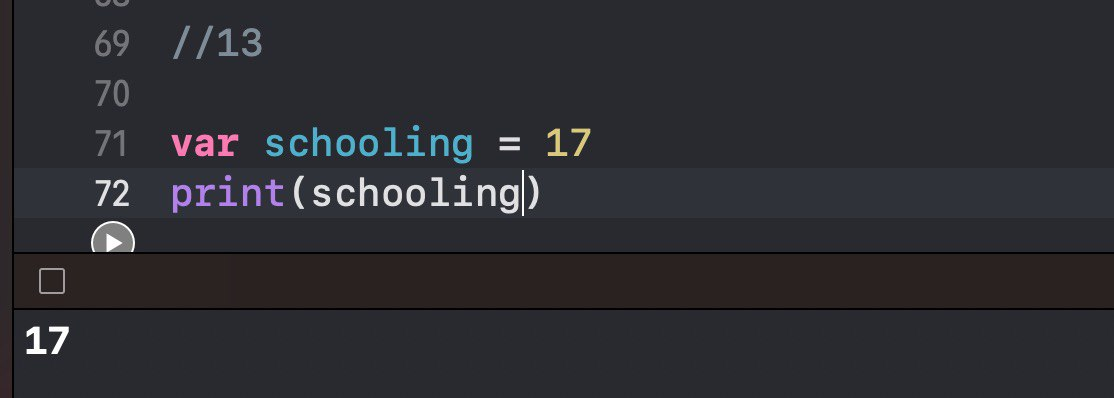 69 //13
70
71 var schooling = 17
72 print(schooling)
17